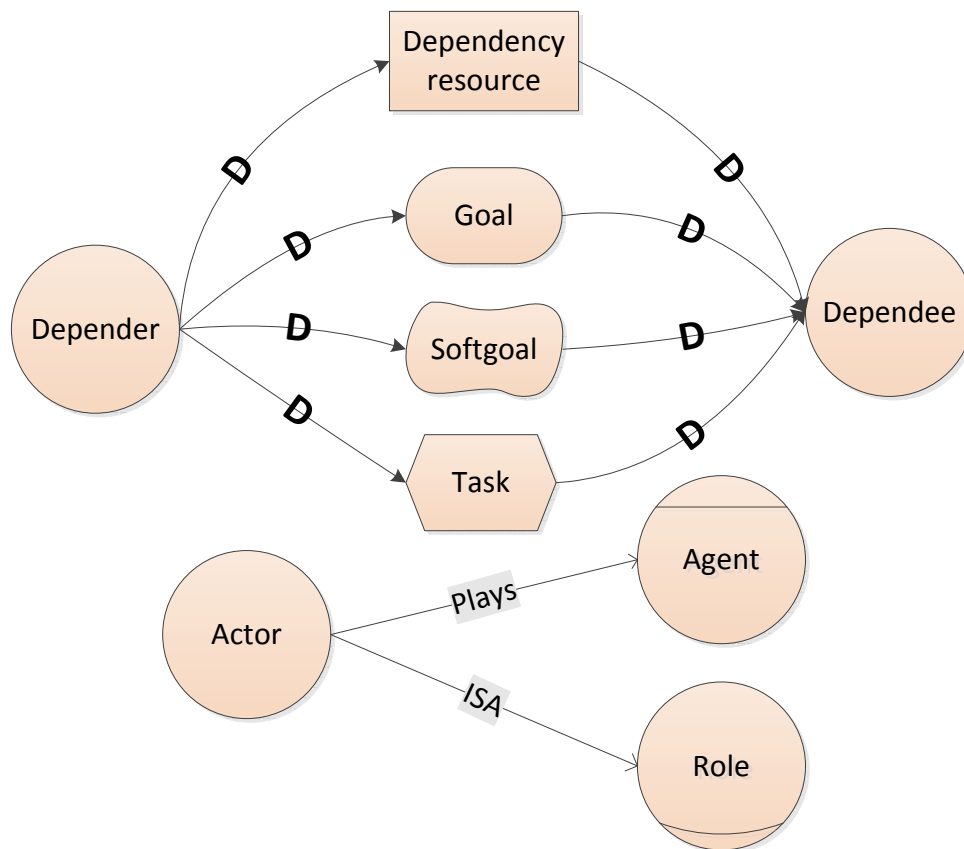 Dependency
resource
D
D
Goal
D
D
Depender
D
Softgoal
D
Dependee
D
Task
D
Agent
Plays
Actor
ISA
Role